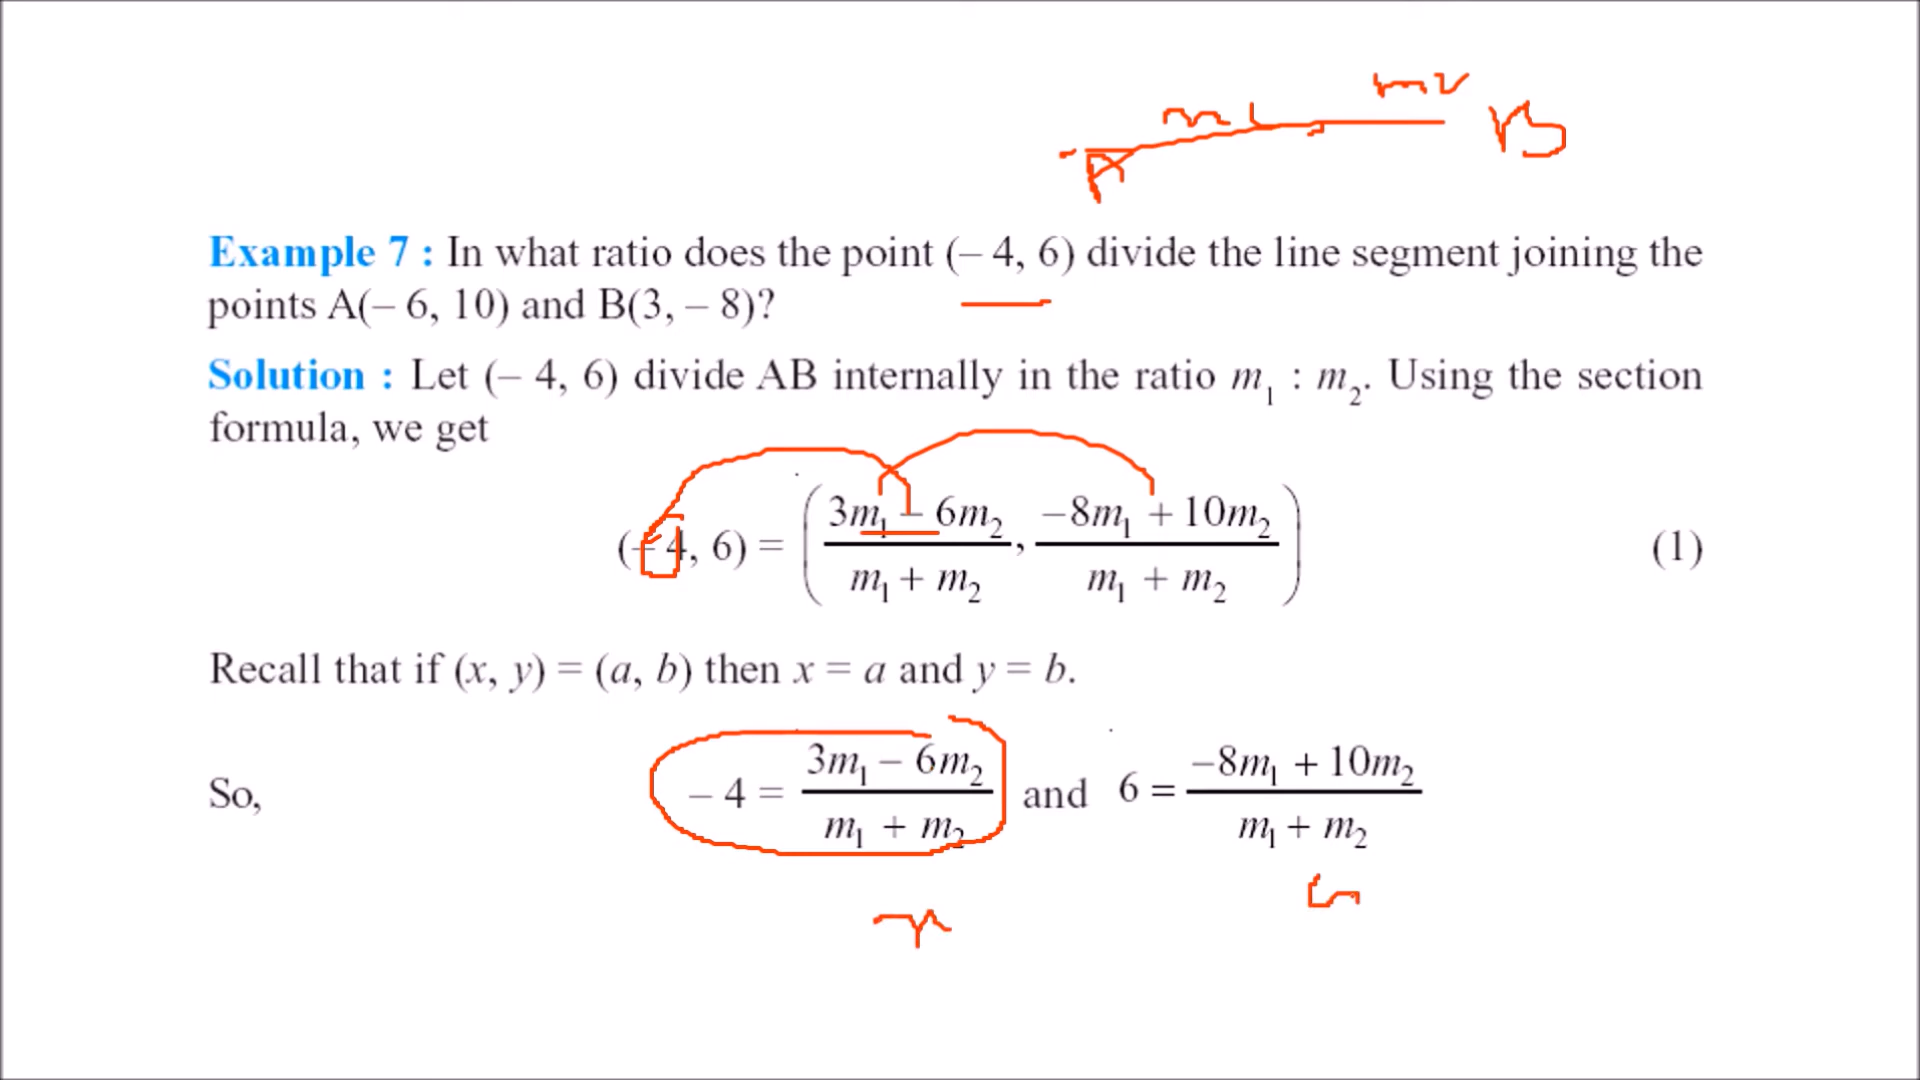 m1 m2
A B
Example 7 : In what ratio does the point (– 4, 6) divide the line segment joining the
points A(– 6, 10) and B(3, – 8)?
Solution : Let (– 4, 6) divide AB internally in the ratio m₁ : m₂. Using the section
formula, we get
(– 4, 6) = ( (3m₁ – 6m₂)/(m₁ + m₂), (–8m₁ + 10m₂)/(m₁ + m₂) ) (1)
Recall that if (x, y) = (a, b) then x = a and y = b.
So, – 4 = (3m₁ – 6m₂)/(m₁ + m₂) and 6 = (–8m₁ + 10m₂)/(m₁ + m₂)